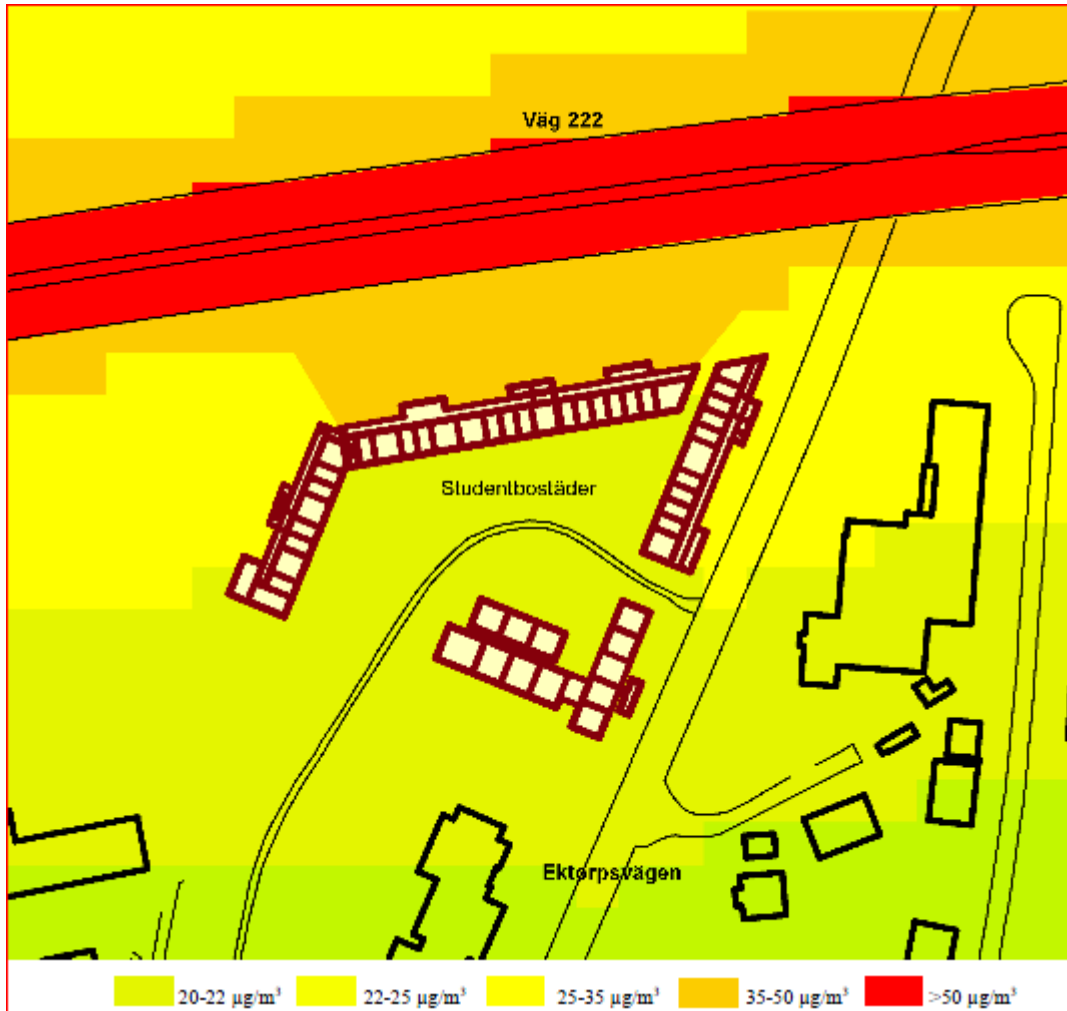 Väg 222
Studentbostäder
Ektorpsvägen
20-22 µg/m³ 22-25 µg/m³ 25-35 µg/m³ 35-50 µg/m³ >50 µg/m³